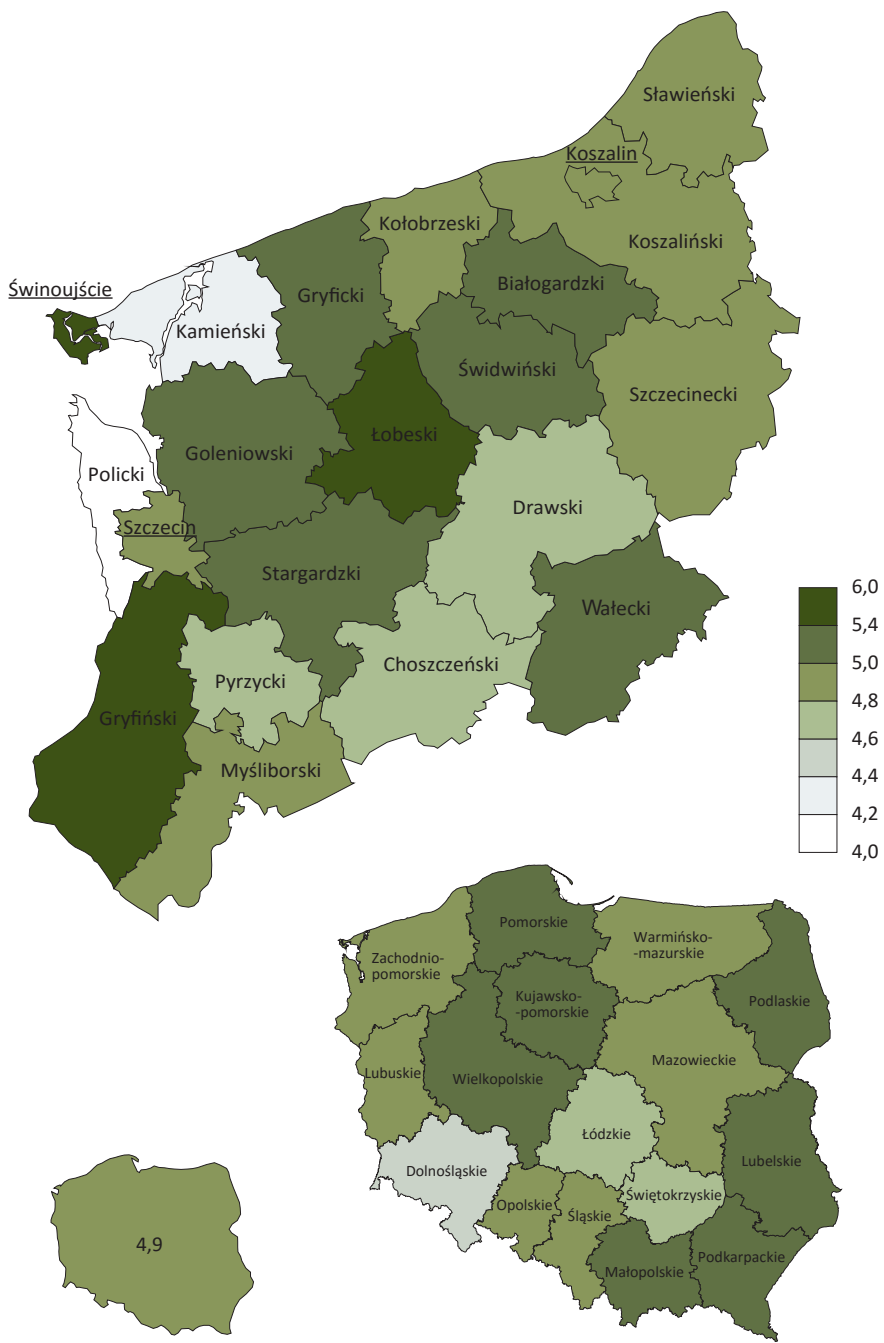 Sławieński
Koszalin
Kołobrzeski
Koszaliński
Świnoujście
Gryficki
Białogardzki
Kamieński
Świdwiński
Szczecinecki
Łobeski
Goleniowski
Policki
Drawski
Szczecin
Stargardzki
Wałecki
Choszczeński
Pyrzycki
Gryfiński
Myśliborski
6,0
5,4
5,0
4,8
4,6
4,4
4,2
4,0
Pomorskie
Warmińsko-
-mazurskie
Zachodnio-
pomorskie
Kujawsko-
-pomorskie
Podlaskie
Mazowieckie
Lubuskie
Wielkopolskie
Łódzkie
Lubelskie
Dolnośląskie
Świętokrzyskie
Opolskie
Śląskie
Podkarpackie
Małopolskie
4,9